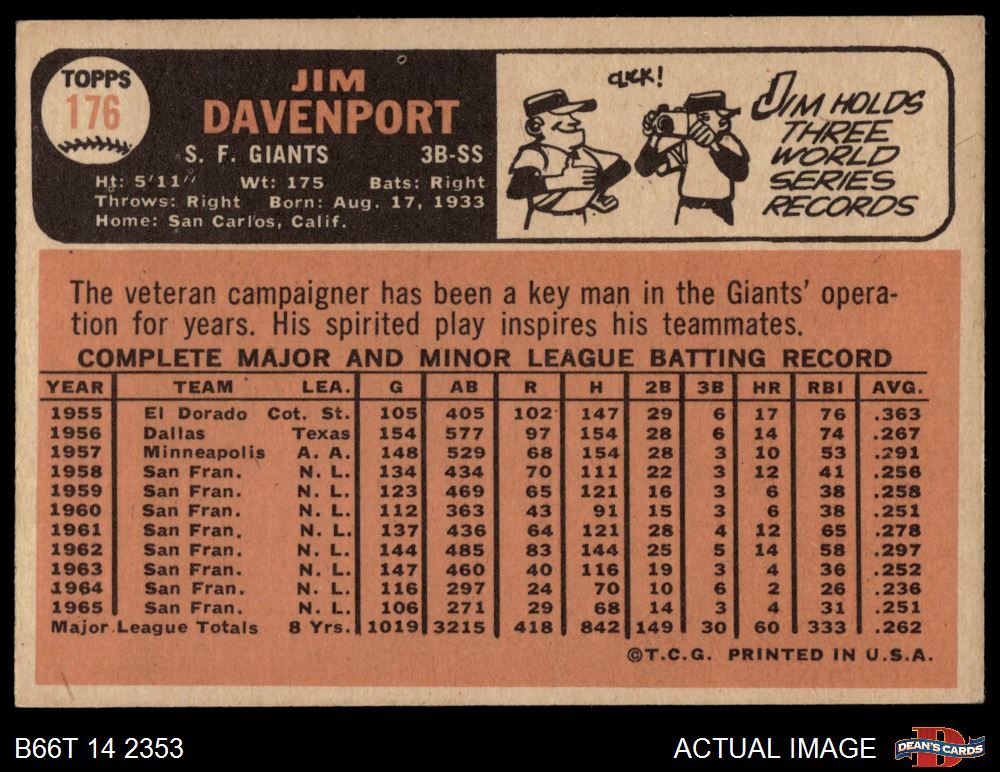 TOPPS
176
JIM
DAVENPORT
S. F. GIANTS 3B-SS
Ht: 5'11" Wt: 175 Bats: Right
Throws: Right Born: Aug. 17, 1933
Home: San Carlos, Calif.
CLICK!
JIM HOLDS
THREE
WORLD
SERIES
RECORDS
The veteran campaigner has been a key man in the Giants' opera-
tion for years. His spirited play inspires his teammates.
COMPLETE MAJOR AND MINOR LEAGUE BATTING RECORD
YEAR TEAM LEA. G AB R H 2B 3B HR RBI AVG.
1955 El Dorado Cot. St. 105 405 102 147 29 6 17 76 .363
1956 Dallas Texas 154 577 97 154 28 6 14 74 .267
1957 Minneapolis A. A. 148 529 68 154 28 3 10 53 .291
1958 San Fran. N. L. 134 434 70 111 22 3 12 41 .256
1959 San Fran. N. L. 123 469 65 121 16 3 6 38 .258
1960 San Fran. N. L. 112 363 43 91 15 3 6 38 .251
1961 San Fran. N. L. 137 436 64 121 28 4 12 65 .278
1962 San Fran. N. L. 144 485 83 144 25 5 14 58 .297
1963 San Fran. N. L. 147 460 40 116 19 3 4 36 .252
1964 San Fran. N. L. 116 297 24 70 10 6 2 26 .236
1965 San Fran. N. L. 106 271 29 68 14 3 4 31 .251
Major League Totals 8 Yrs. 1019 3215 418 842 149 30 60 333 .262
©T.C.G. PRINTED IN U.S.A.
B66T 14 2353
ACTUAL IMAGE
DEAN'S CARDS